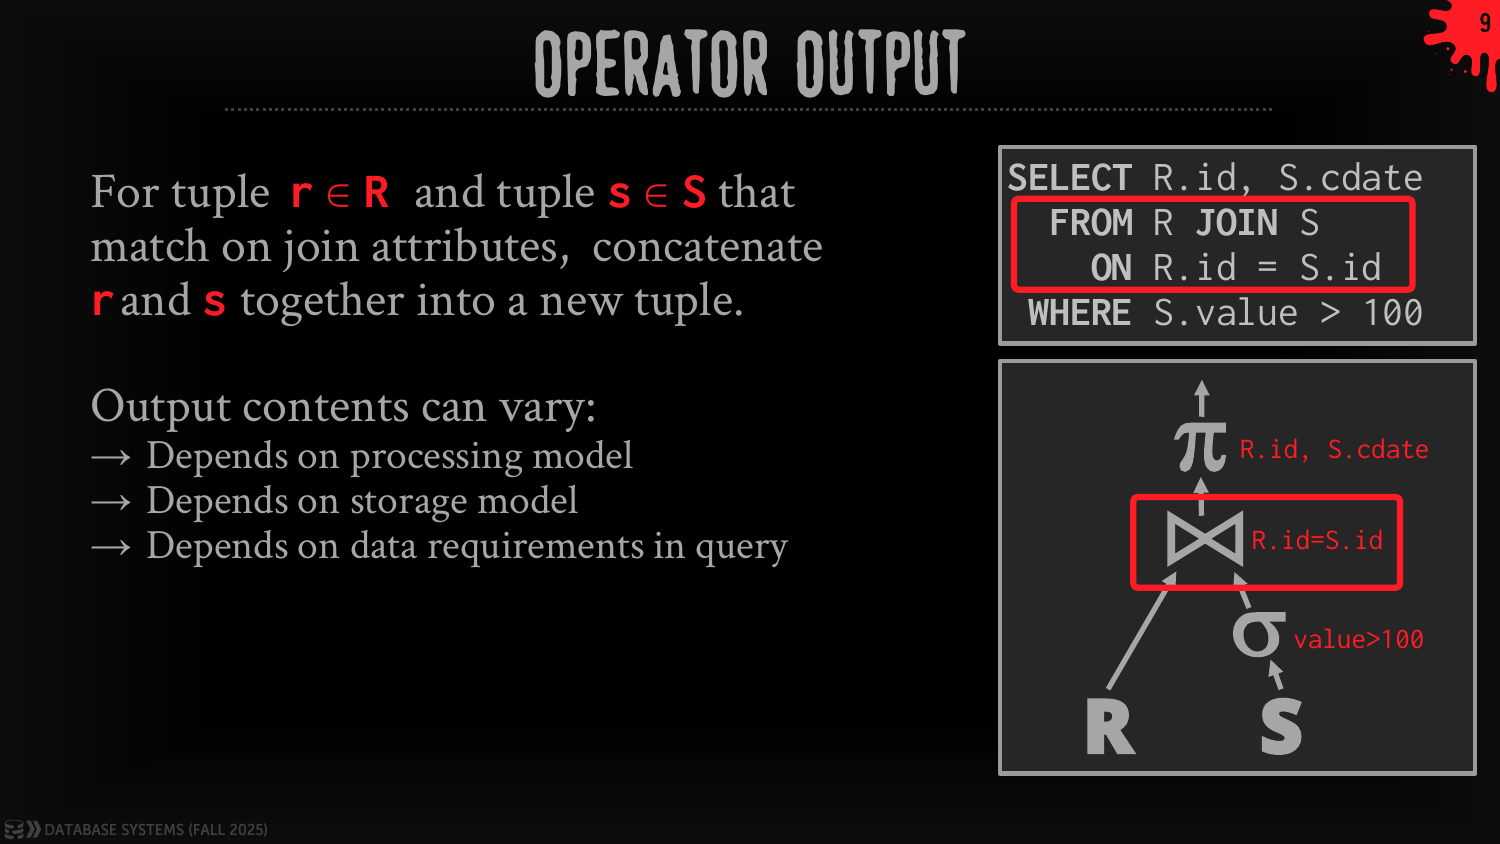 9
OPERATOR OUTPUT
For tuple r ∈ R and tuple s ∈ S that
match on join attributes, concatenate
r and s together into a new tuple.
Output contents can vary:
→ Depends on processing model
→ Depends on storage model
→ Depends on data requirements in query
SELECT R.id, S.cdate
FROM R JOIN S
ON R.id = S.id
WHERE S.value > 100
π R.id, S.cdate
⋈ R.id=S.id
σ value>100
R S
DATABASE SYSTEMS (FALL 2025)